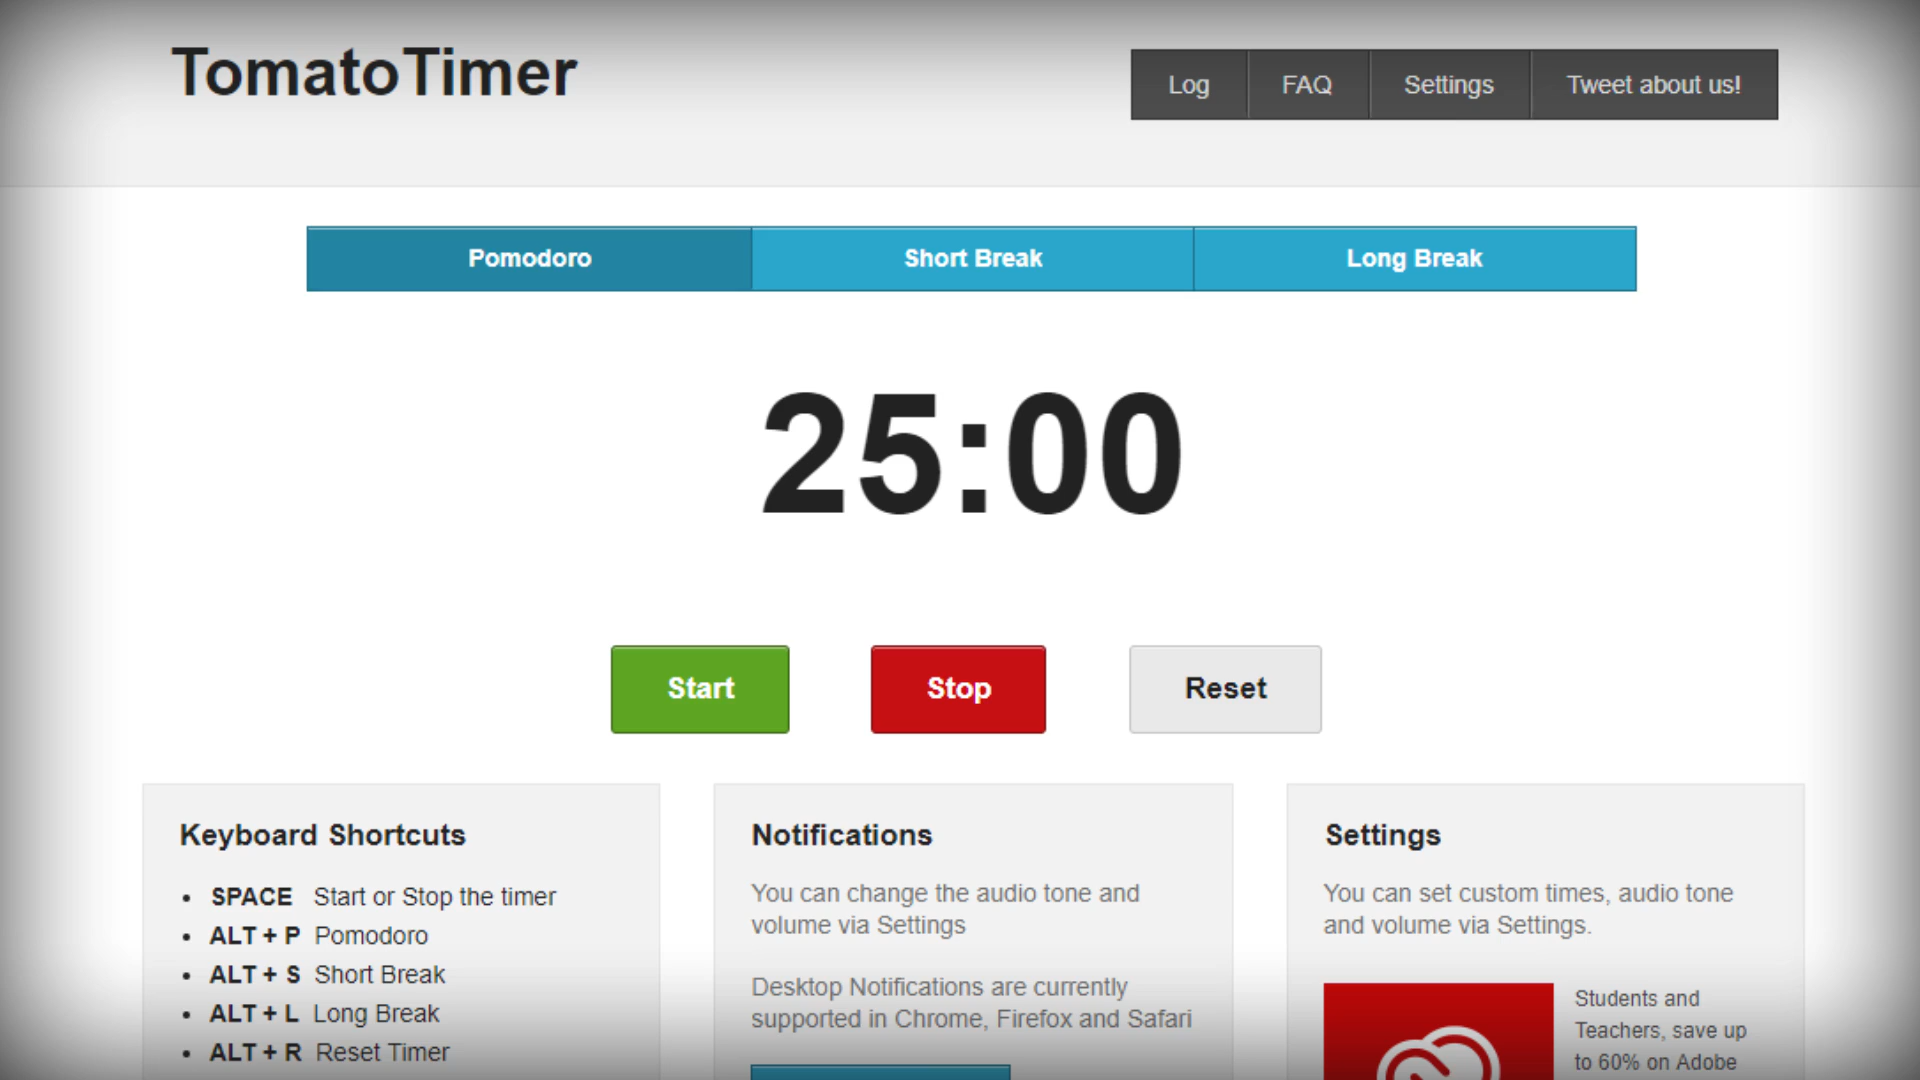 TomatoTimer
Log FAQ Settings Tweet about us!
Pomodoro Short Break Long Break
25:00
Start Stop Reset
Keyboard Shortcuts
• SPACE Start or Stop the timer
• ALT + P Pomodoro
• ALT + S Short Break
• ALT + L Long Break
• ALT + R Reset Timer
Notifications
You can change the audio tone and
volume via Settings
Desktop Notifications are currently
supported in Chrome, Firefox and Safari
Settings
You can set custom times, audio tone
and volume via Settings.
Students and
Teachers, save up
to 60% on Adobe